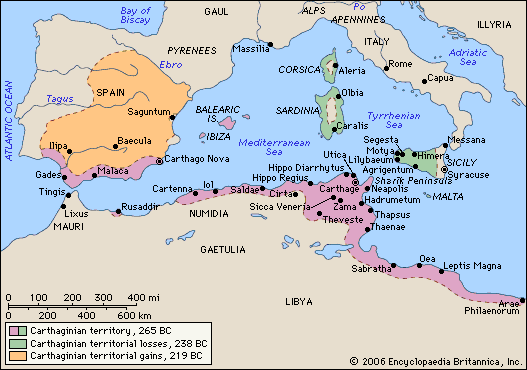 Bay of
Biscay
GAUL
ALPS
Po
APENNINES
ILLYRIA
PYRENEES
Massilia
ITALY
Adriatic
Sea
Ebro
CORSICA
Aleria
Rome
Capua
ATLANTIC OCEAN
SPAIN
Tagus
Saguntum
BALEARIC
IS.
IBIZA
Olbia
SARDINIA
Tyrrhenian
Sea
Caralis
Mediterranean
Sea
Segesta
Motya
Lilybaeum
Himera
Messana
Agrigentum
SICILY
Syracuse
MALTA
Ilipa
Baecula
Carthago Nova
Gades
Malaca
Tingis
Lixus
MAURI
Rusaddir
Cartenna
Iol
Saldae
NUMIDIA
GAETULIA
Hippo Diarrhytus
Utica
Sharīk Peninsula
Hippo Regius
Cirta
Carthage
Neapolis
Sicca Veneria
Zama
Hadrumetum
Theveste
Thapsus
Thaenae
Sabratha
Oea
Leptis Magna
LIBYA
Arae
Philaenorum
0 200 400 mi
0 200 400 600 km
Carthaginian territory, 265 BC
Carthaginian territorial losses, 238 BC
Carthaginian territorial gains, 219 BC
© 2006 Encyclopaedia Britannica, Inc.